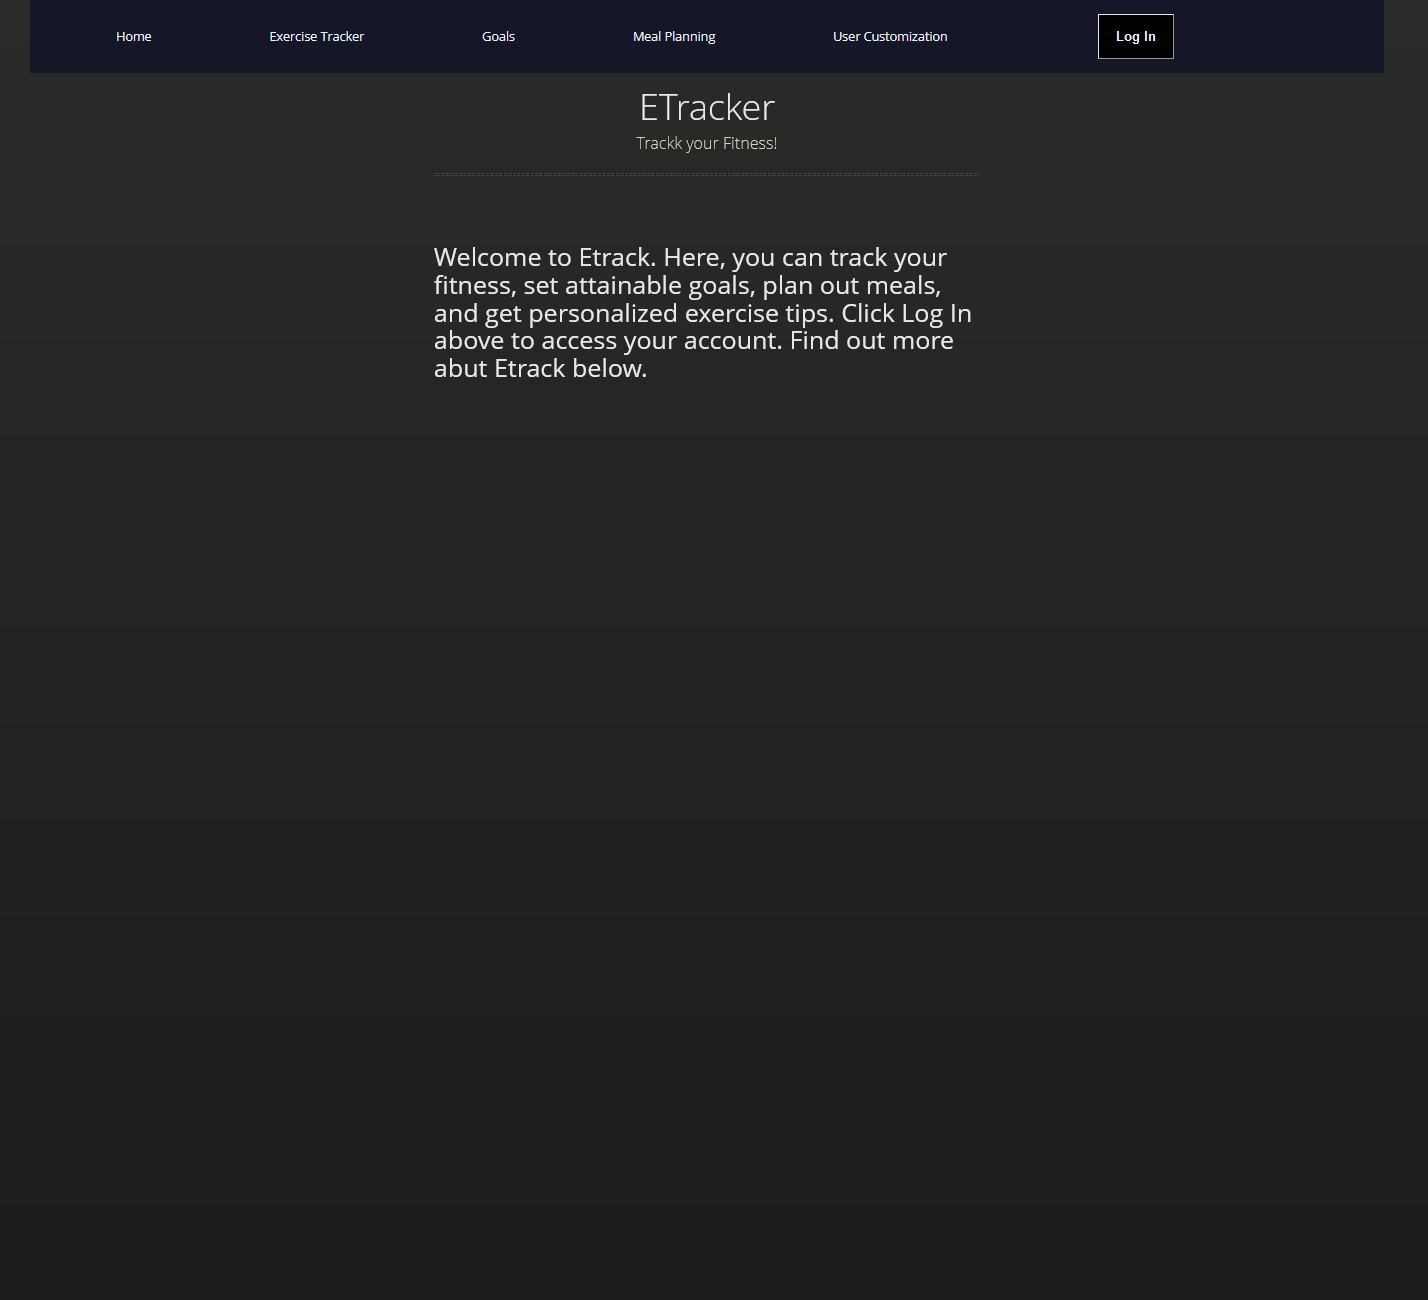 Home Exercise Tracker Goals Meal Planning User Customization Log In
ETracker
Trackk your Fitness!
Welcome to Etrack. Here, you can track your
fitness, set attainable goals, plan out meals,
and get personalized exercise tips. Click Log In
above to access your account. Find out more
abut Etrack below.